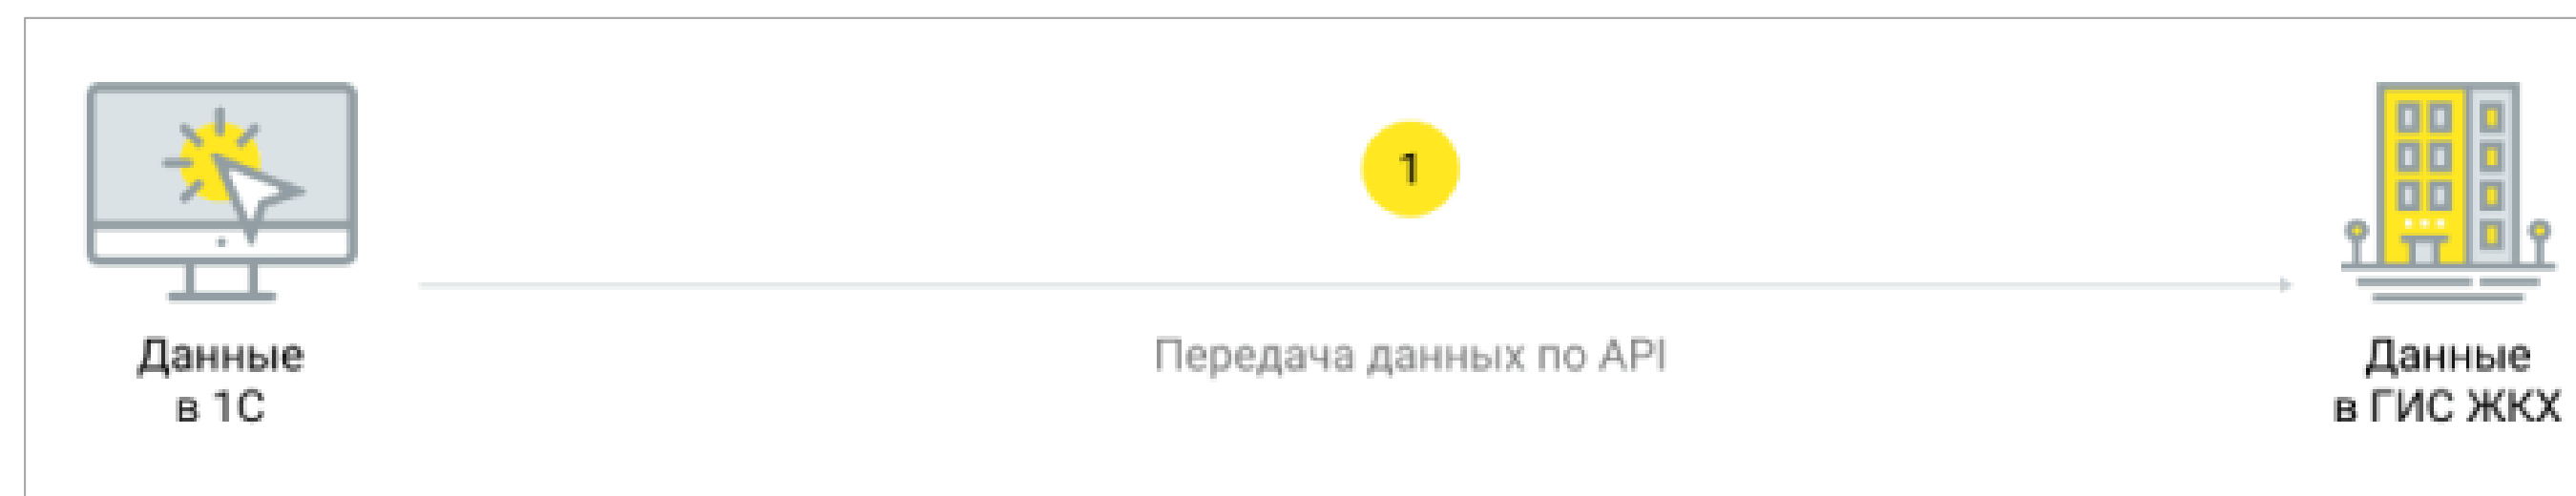 1
Данные
в 1С
Передача данных по API
Данные
в ГИС ЖКХ